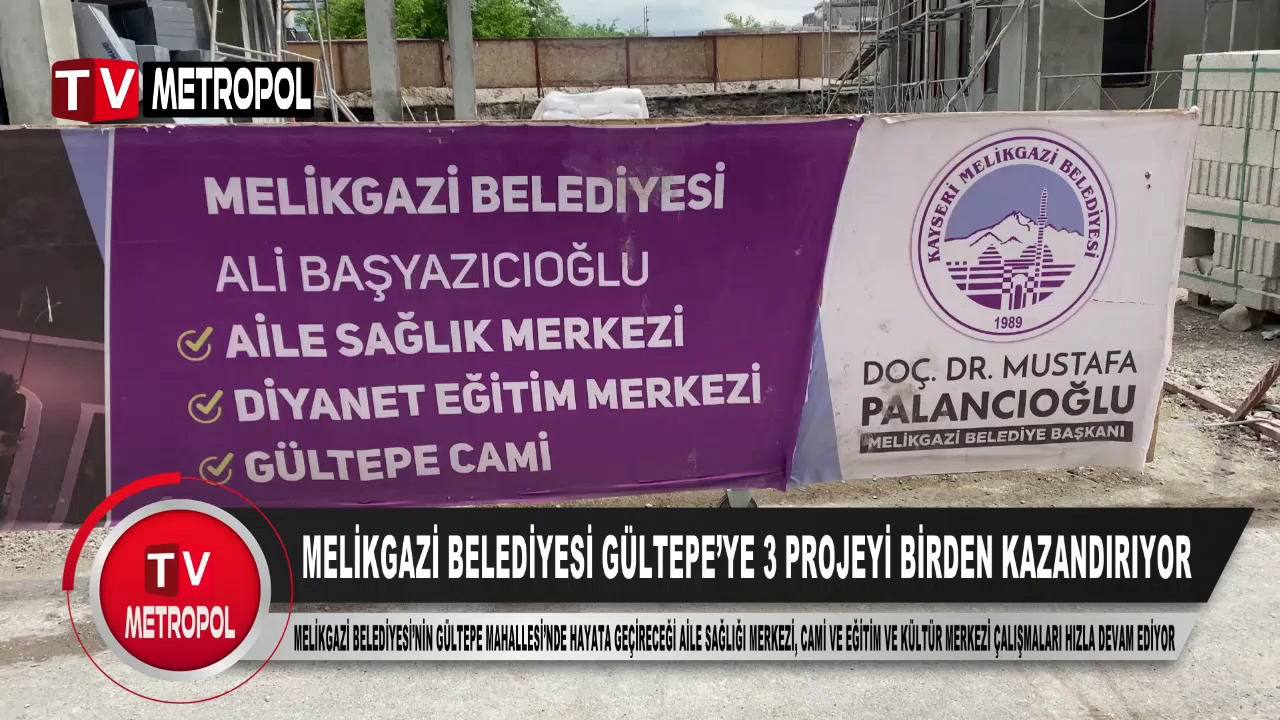 TV METROPOL
MELİKGAZİ BELEDİYESİ
ALİ BAŞYAZICIOĞLU
AİLE SAĞLIK MERKEZİ
DİYANET EĞİTİM MERKEZİ
GÜLTEPE CAMİ
KAYSERİ MELİKGAZİ BELEDİYESİ
1989
DOÇ. DR. MUSTAFA
PALANCIOĞLU
MELİKGAZİ BELEDİYE BAŞKANI
TV
METROPOL
MELİKGAZİ BELEDİYESİ GÜLTEPE’YE 3 PROJEYİ BİRDEN KAZANDIRIYOR
MELİKGAZİ BELEDİYESİ’NİN GÜLTEPE MAHALLESİ’NDE HAYATA GEÇİRECEĞİ AİLE SAĞLIĞI MERKEZİ, CAMİ VE EĞİTİM VE KÜLTÜR MERKEZİ ÇALIŞMALARI HIZLA DEVAM EDİYOR